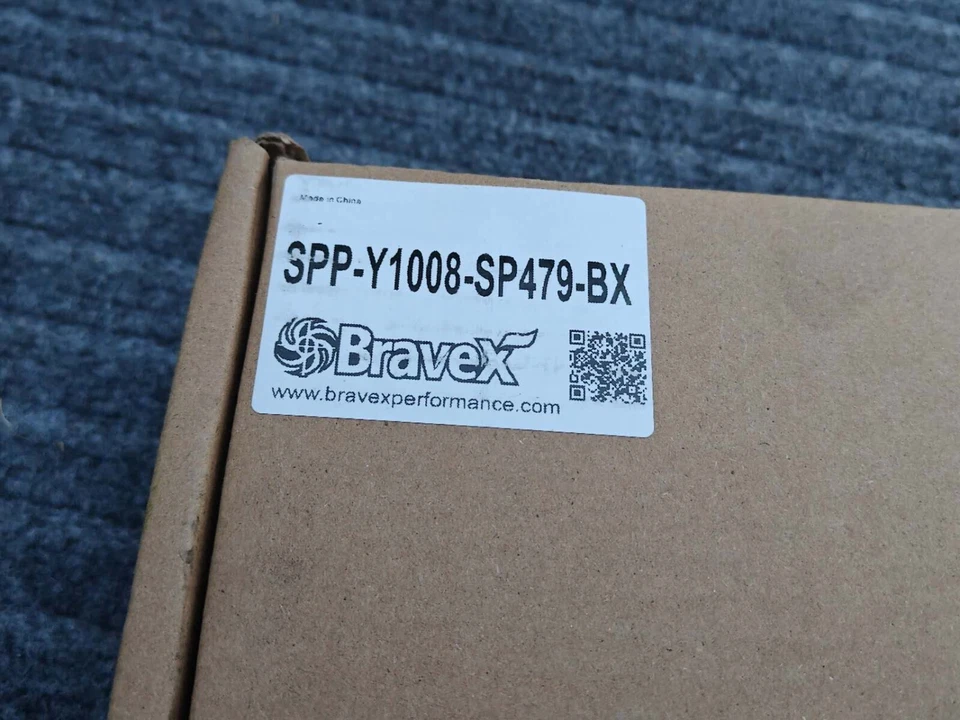 Made in China
SPP-Y1008-SP479-BX
BraveX
www.bravexperformance.com